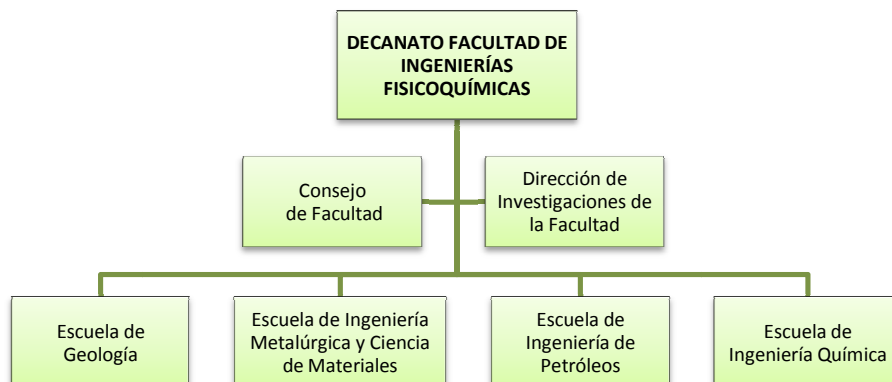 DECANATO FACULTAD DE
INGENIERÍAS
FISICOQUÍMICAS
Consejo
de Facultad
Dirección de
Investigaciones de
la Facultad
Escuela de
Geología
Escuela de Ingeniería
Metalúrgica y Ciencia
de Materiales
Escuela de
Ingeniería de
Petróleos
Escuela de
Ingeniería Química